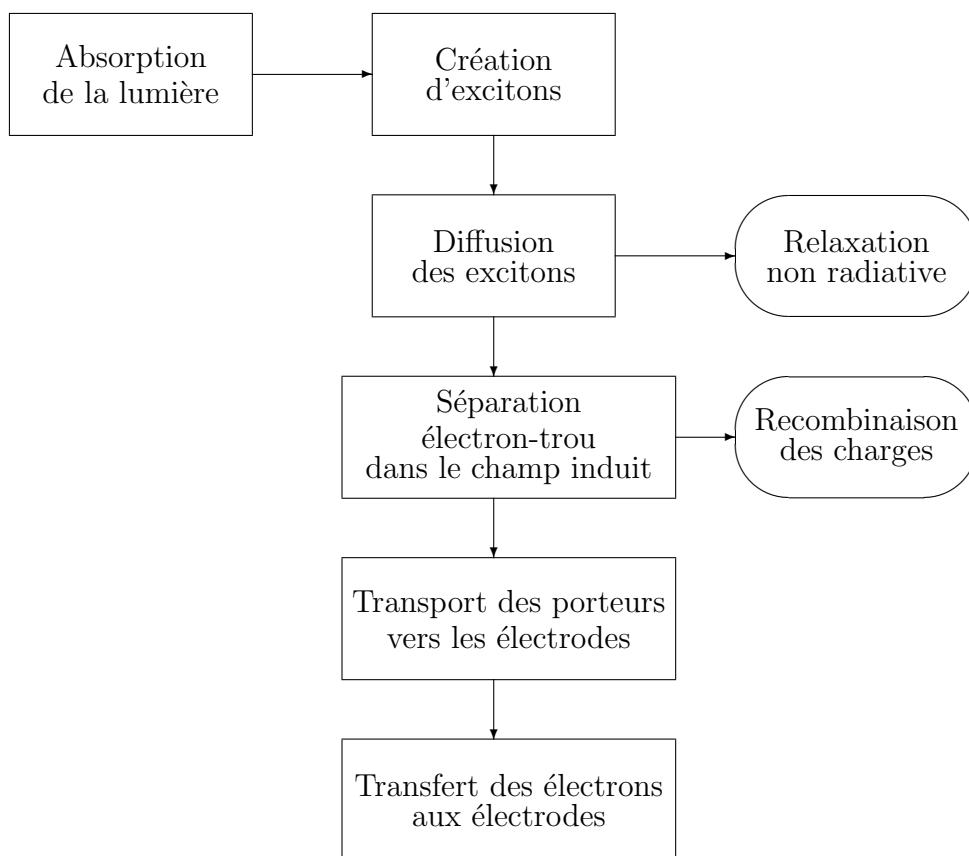 Absorption
de la lumière
Création
d'excitons
Diffusion
des excitons
Relaxation
non radiative
Séparation
électron-trou
dans le champ induit
Recombinaison
des charges
Transport des porteurs
vers les électrodes
Transfert des électrons
aux électrodes